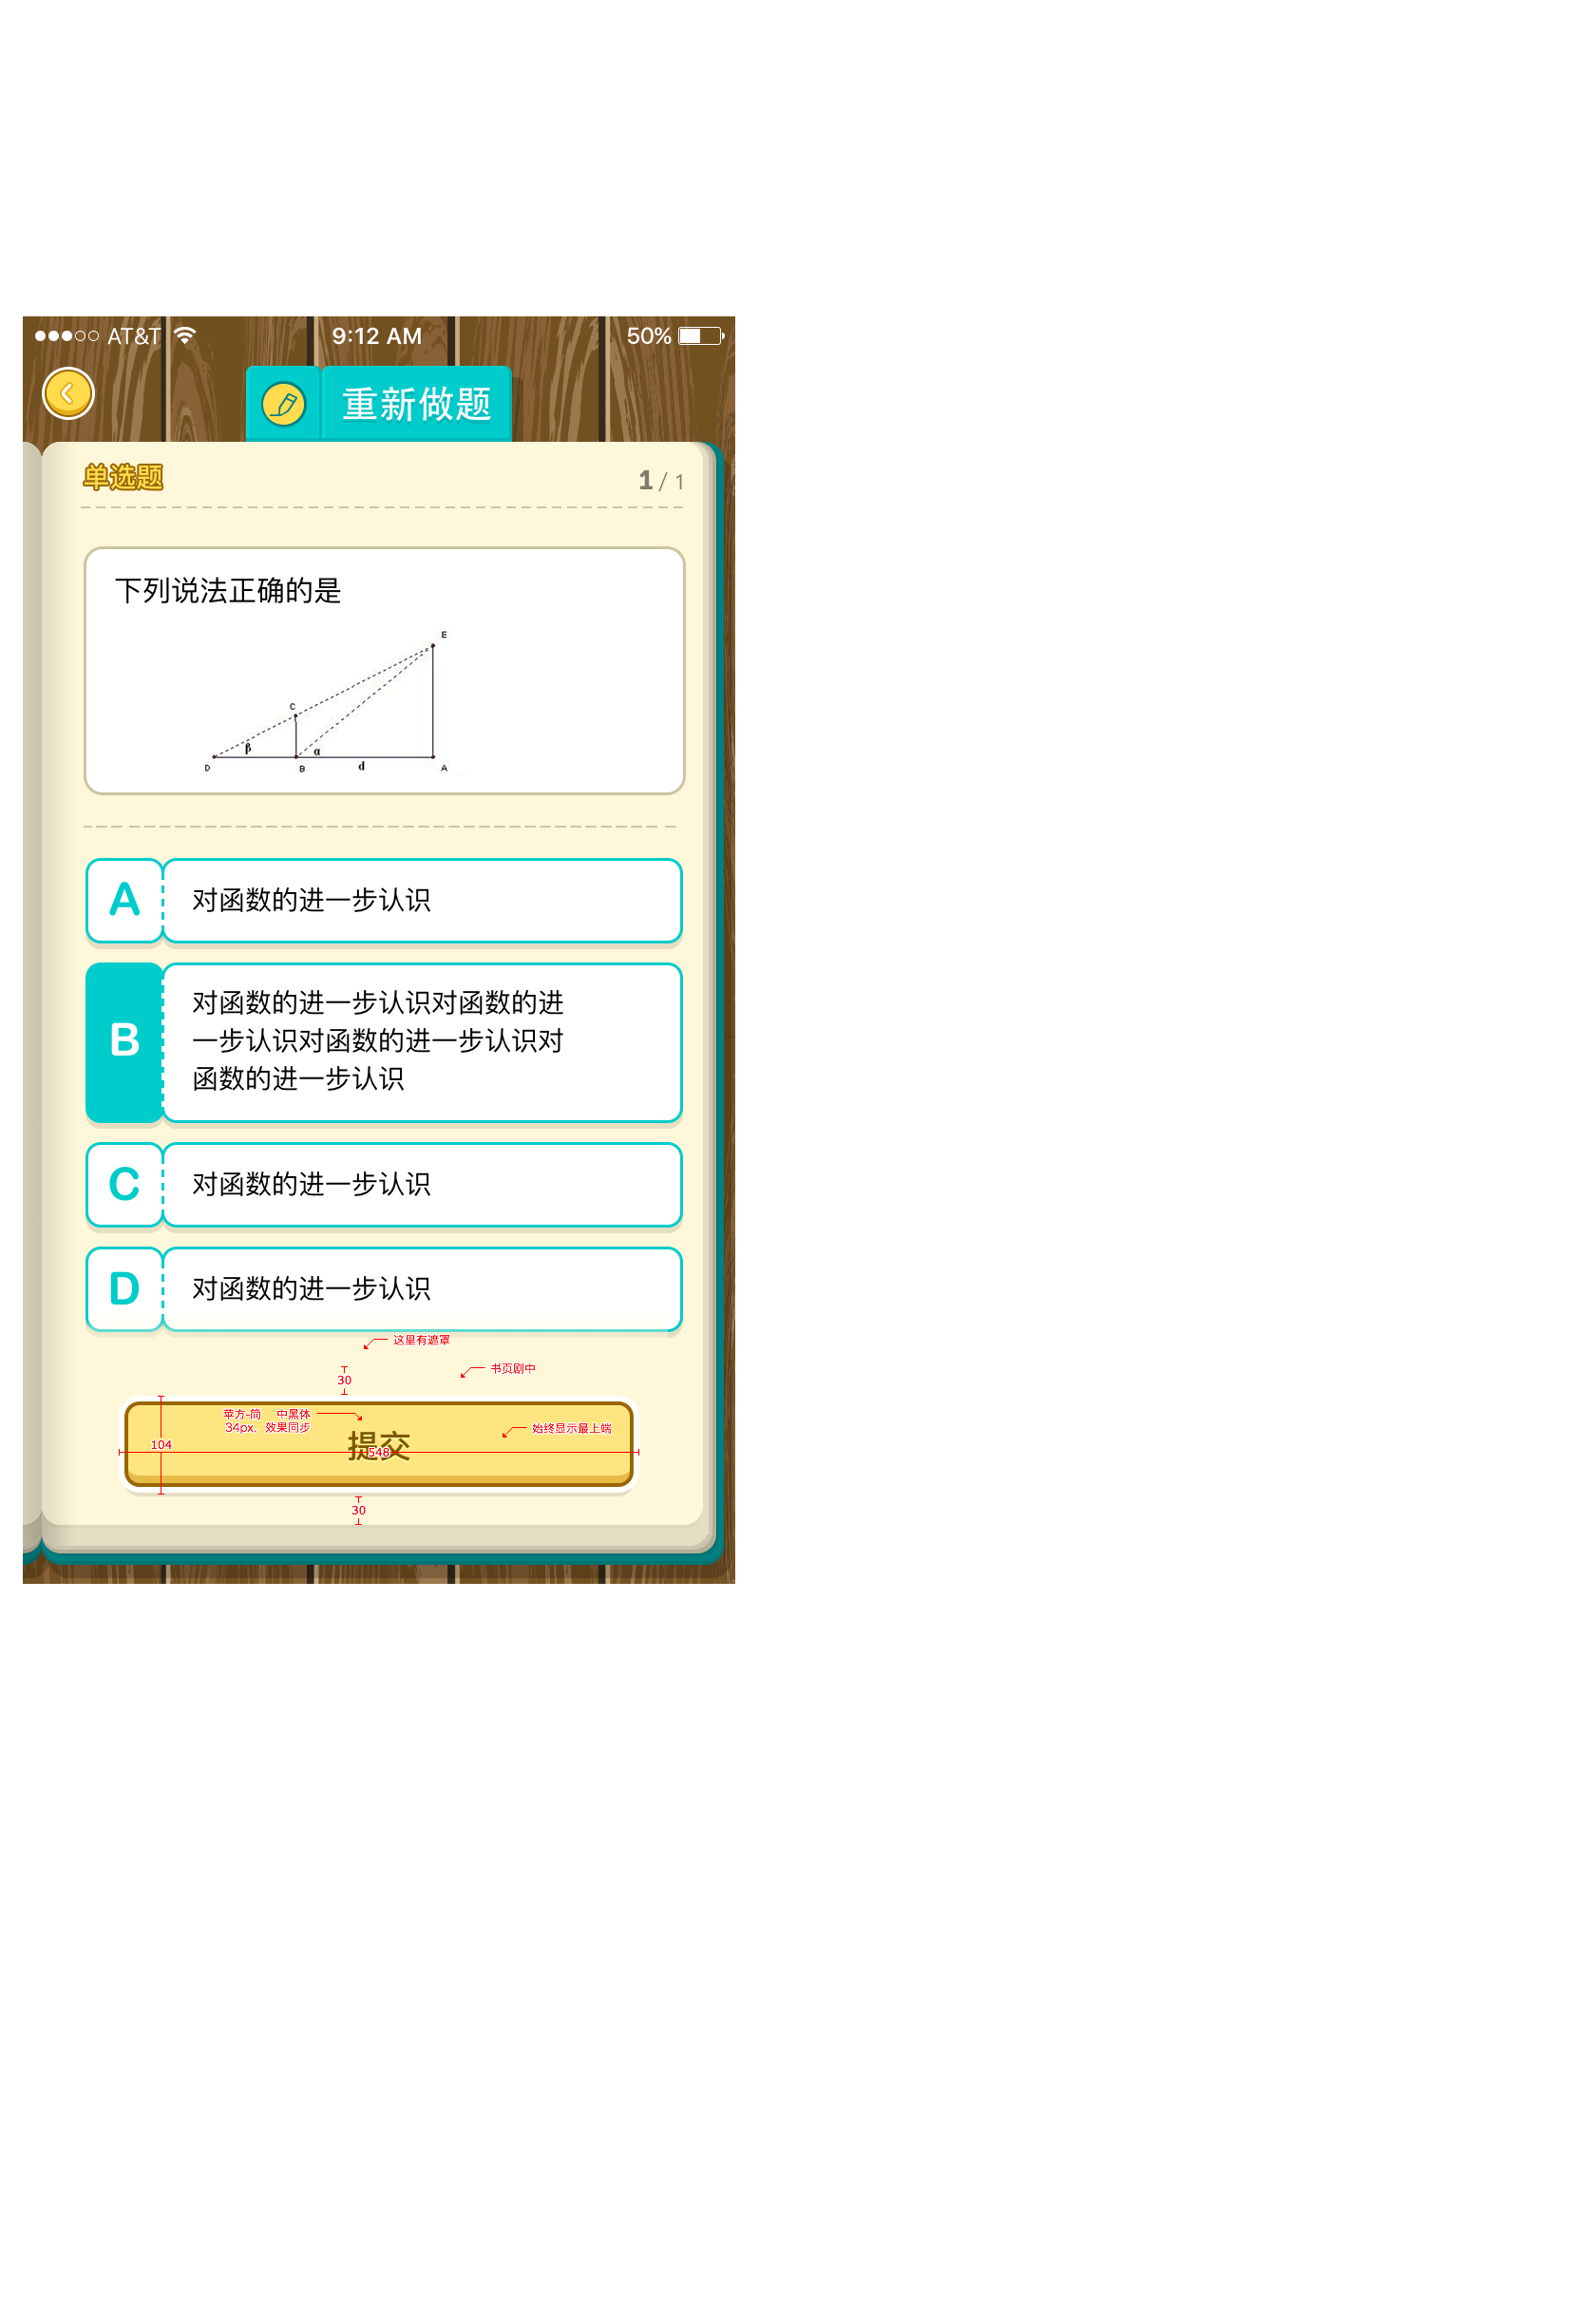 AT&T 9:12 AM 50%
重新做题
单选题
1 / 1
下列说法正确的是
E
C
β
α
D
B
d
A
A
对函数的进一步认识
B
对函数的进一步认识对函数的进
一步认识对函数的进一步认识对
函数的进一步认识
C
对函数的进一步认识
D
对函数的进一步认识
这里有遮罩
书页剧中
30
苹方-简 中黑体
34px，效果同步
始终显示最上端
104
提交
548
30